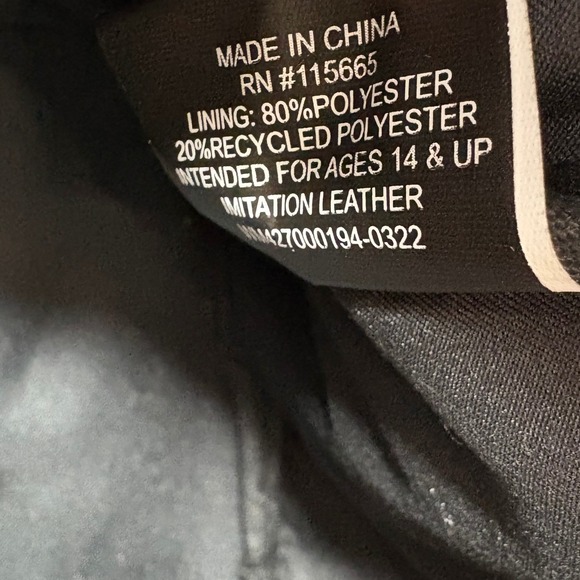 MADE IN CHINA
RN #115665
LINING: 80%POLYESTER
20%RECYCLED POLYESTER
INTENDED FOR AGES 14 & UP
IMITATION LEATHER